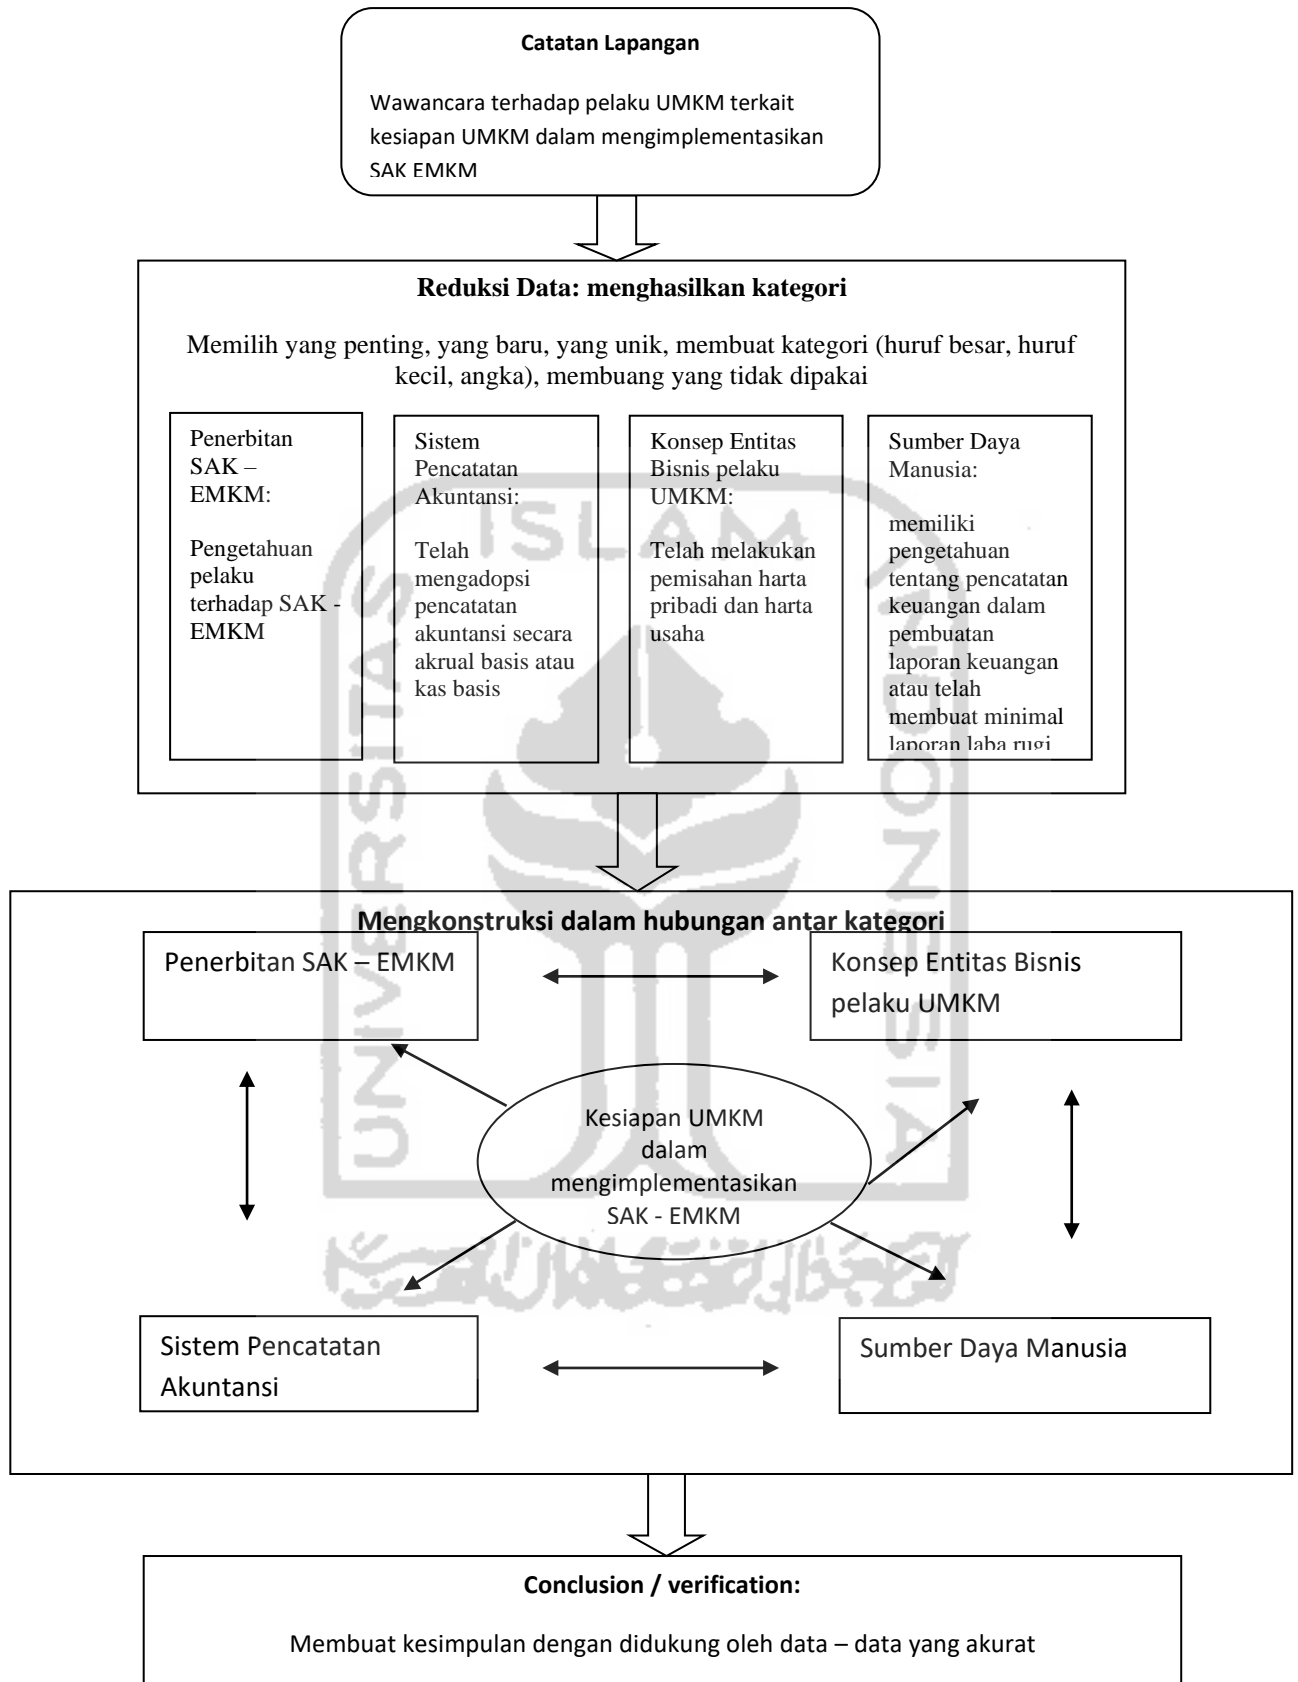 Catatan Lapangan
Wawancara terhadap pelaku UMKM terkait
kesiapan UMKM dalam mengimplementasikan
SAK EMKM
Reduksi Data: menghasilkan kategori
Memilih yang penting, yang baru, yang unik, membuat kategori (huruf besar, huruf
kecil, angka), membuang yang tidak dipakai
Penerbitan
SAK –
EMKM:
Pengetahuan
pelaku
terhadap SAK -
EMKM
Sistem
Pencatatan
Akuntansi:
Telah
mengadopsi
pencatatan
akuntansi secara
akrual basis atau
kas basis
Konsep Entitas
Bisnis pelaku
UMKM:
Telah melakukan
pemisahan harta
pribadi dan harta
usaha
Sumber Daya
Manusia:
memiliki
pengetahuan
tentang pencatatan
keuangan dalam
pembuatan
laporan keuangan
atau telah
membuat minimal
laporan laba rugi
Mengkonstruksi dalam hubungan antar kategori
Penerbitan SAK – EMKM
Konsep Entitas Bisnis
pelaku UMKM
Kesiapan UMKM
dalam
mengimplementasikan
SAK - EMKM
Sistem Pencatatan
Akuntansi
Sumber Daya Manusia
Conclusion / verification:
Membuat kesimpulan dengan didukung oleh data – data yang akurat
UNIVERSITAS
ISLAM
INDONESIA